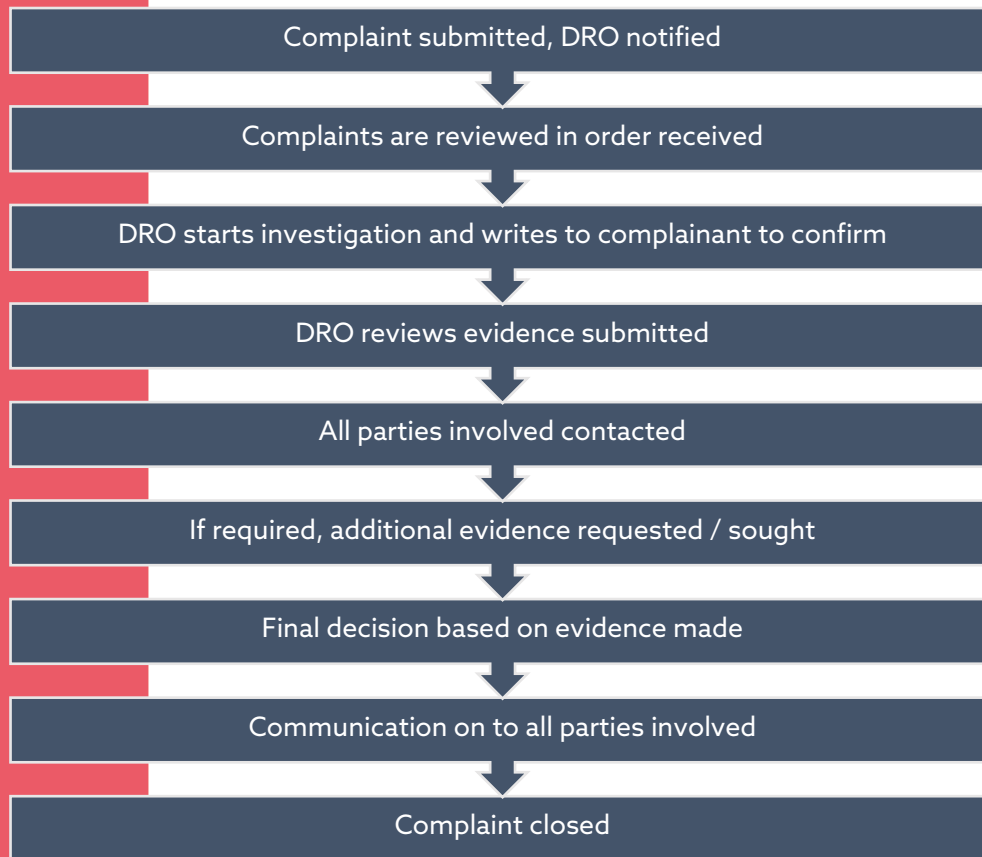 Complaint submitted, DRO notified
Complaints are reviewed in order received
DRO starts investigation and writes to complainant to confirm
DRO reviews evidence submitted
All parties involved contacted
If required, additional evidence requested / sought
Final decision based on evidence made
Communication on to all parties involved
Complaint closed